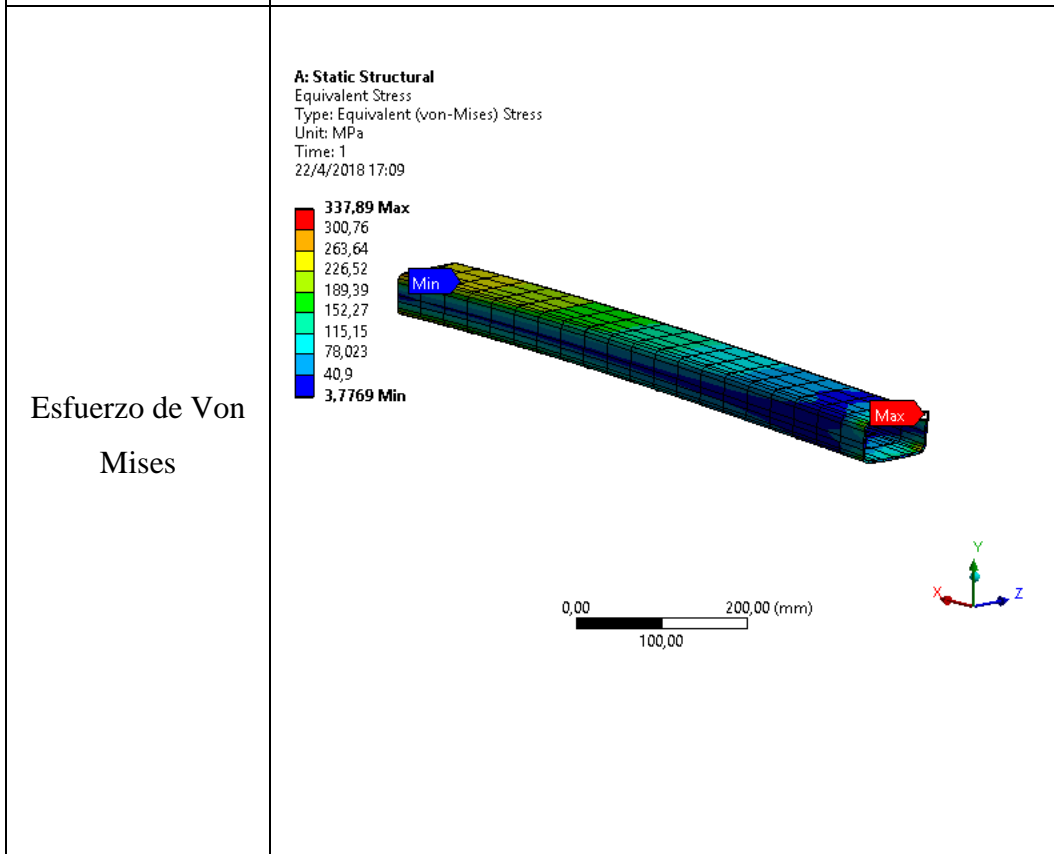 Esfuerzo de Von
Mises
A: Static Structural
Equivalent Stress
Type: Equivalent (von-Mises) Stress
Unit: MPa
Time: 1
22/4/2018 17:09
337,89 Max
300,76
263,64
226,52
189,39
152,27
115,15
78,023
40,9
3,7769 Min
Min
Max
Y
X
Z
0,00
200,00 (mm)
100,00